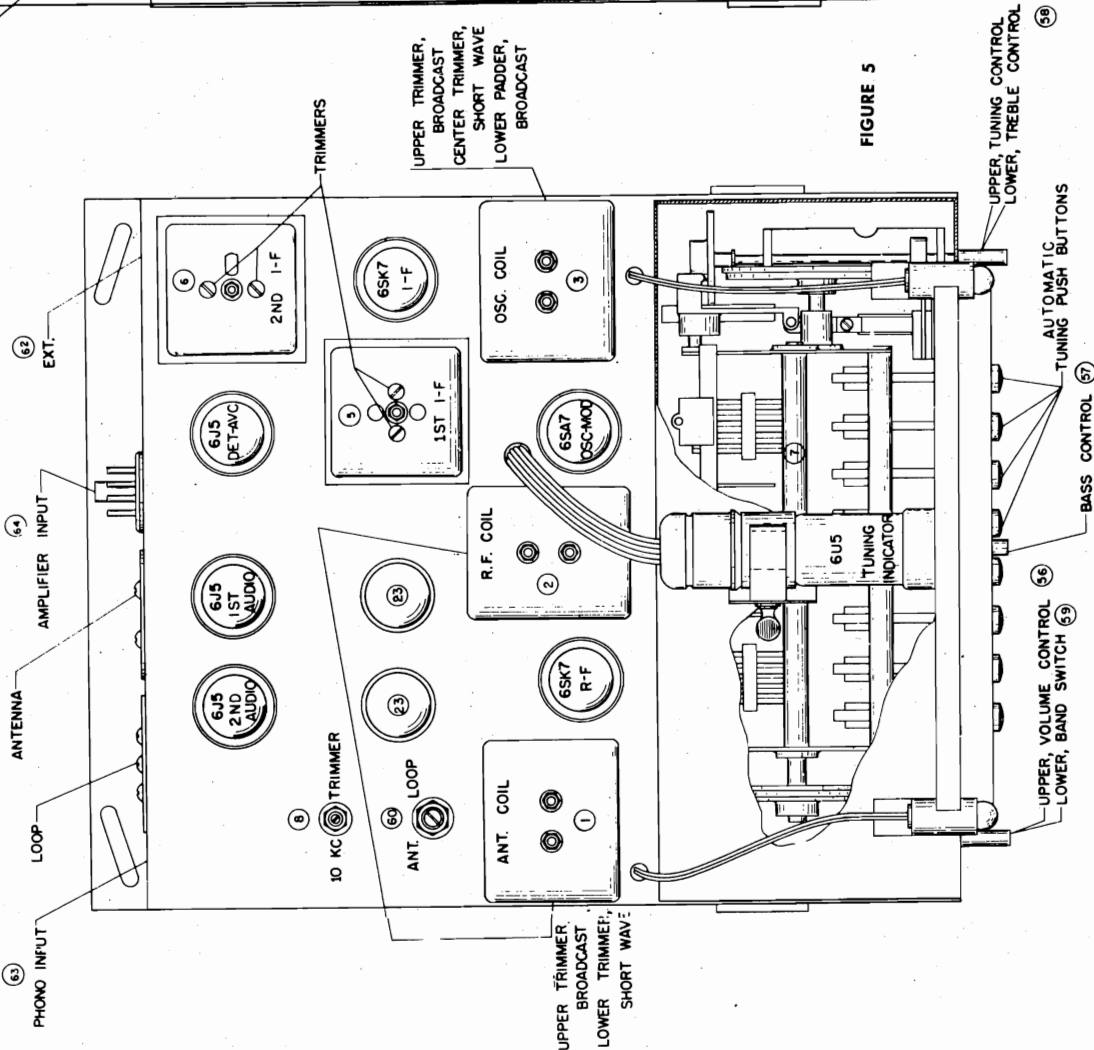 63
PHONO INPUT
LOOP
ANTENNA
64
AMPLIFIER INPUT
62
EXT.
6J5
2ND
AUDIO
6J5
1ST
AUDIO
6J5
DET-AVC
6
2ND I-F
TRIMMERS
8
10 KC TRIMMER
23
23
5
1ST I-F
6SK7
I-F
60
ANT. LOOP
UPPER TRIMMER,
BROADCAST
CENTER TRIMMER,
SHORT WAVE
LOWER PADDER,
BROADCAST
ANT. COIL
1
6SK7
R-F
R.F. COIL
2
6SA7
OSC-MOD
OSC. COIL
3
UPPER TRIMMER
BROADCAST
LOWER TRIMMER,
SHORT WAVE
6U5
TUNING
INDICATOR
7
FIGURE 5
UPPER, VOLUME CONTROL 56
LOWER, BAND SWITCH 59
BASS CONTROL 57
AUTOMATIC
TUNING PUSH BUTTONS
UPPER, TUNING CONTROL
LOWER, TREBLE CONTROL
58